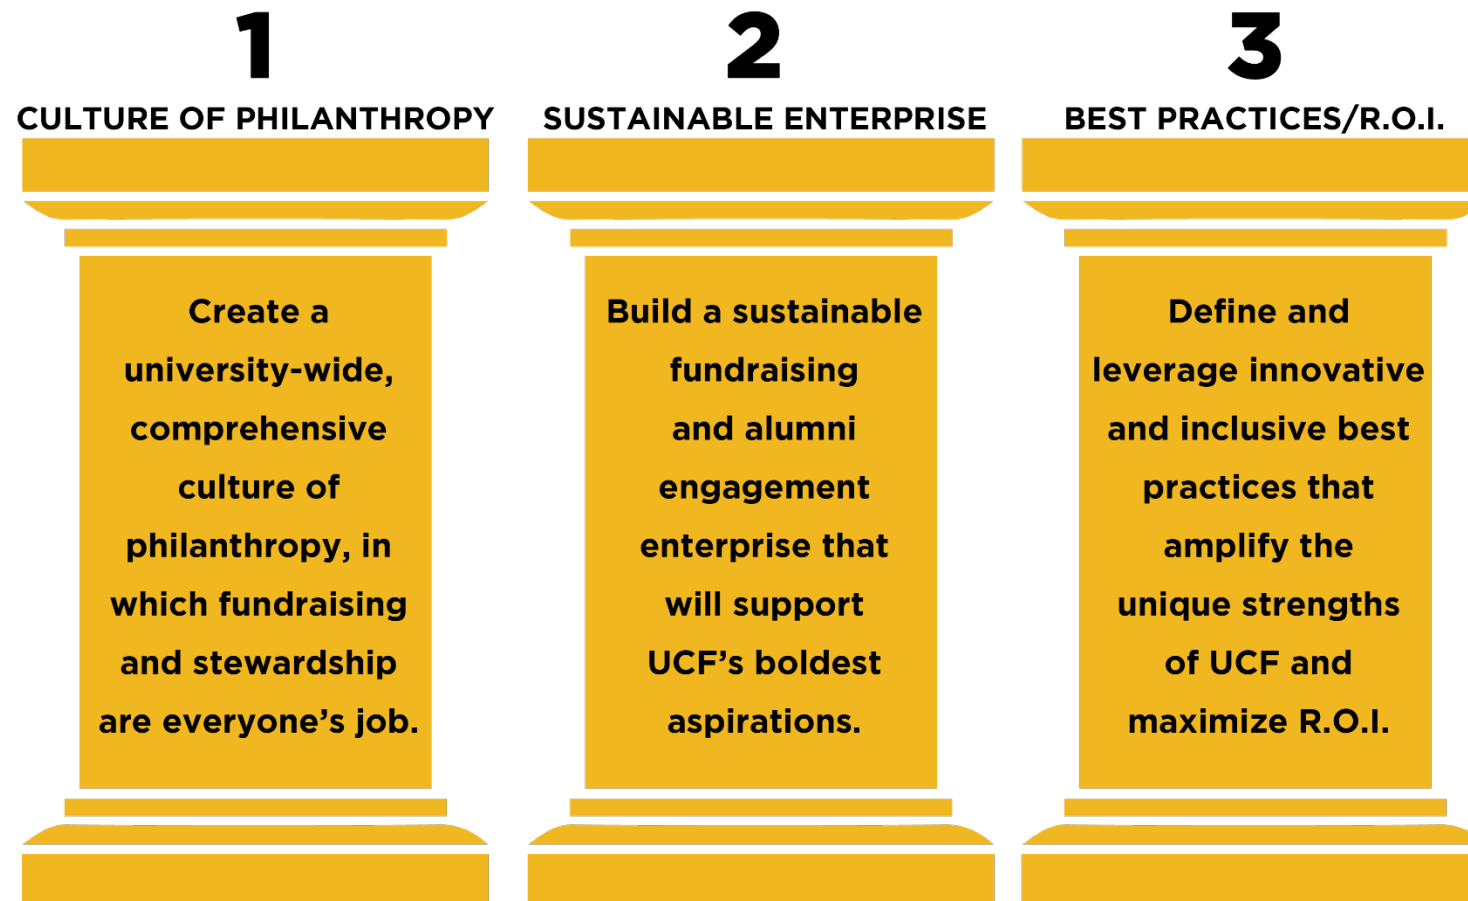 1
CULTURE OF PHILANTHROPY
Create a
university-wide,
comprehensive
culture of
philanthropy, in
which fundraising
and stewardship
are everyone’s job.
2
SUSTAINABLE ENTERPRISE
Build a sustainable
fundraising
and alumni
engagement
enterprise that
will support
UCF’s boldest
aspirations.
3
BEST PRACTICES/R.O.I.
Define and
leverage innovative
and inclusive best
practices that
amplify the
unique strengths
of UCF and
maximize R.O.I.